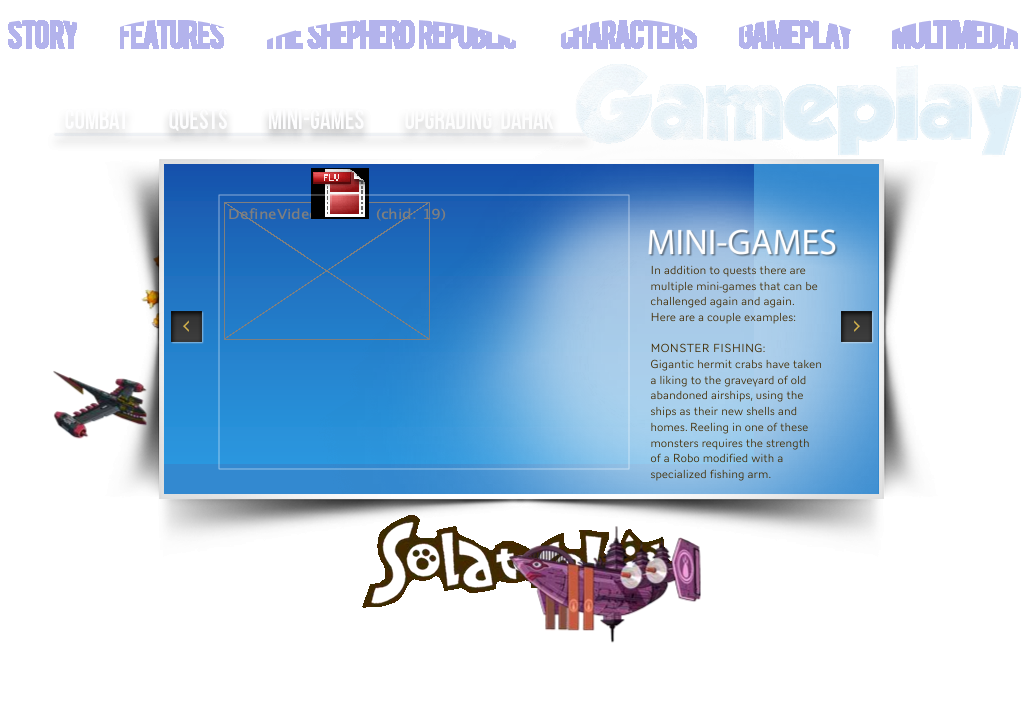 STORY FEATURES THE SHEPHERD REPUBLIC CHARACTERS GAMEPLAY MULTIMEDIA
Gameplay
COMBAT QUESTS MINI-GAMES UPGRADING DAHAK
FLV
DefineVide (chid: 19)
MINI-GAMES
In addition to quests there are
multiple mini-games that can be
challenged again and again.
Here are a couple examples:
MONSTER FISHING:
Gigantic hermit crabs have taken
a liking to the graveyard of old
abandoned airships, using the
ships as their new shells and
homes. Reeling in one of these
monsters requires the strength
of a Robo modified with a
specialized fishing arm.